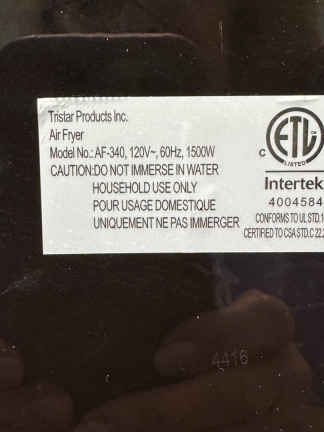 Tristar Products Inc.
Air Fryer
Model No.: AF-340, 120V~, 60Hz, 1500W
CAUTION:DO NOT IMMERSE IN WATER
HOUSEHOLD USE ONLY
POUR USAGE DOMESTIQUE
UNIQUEMENT NE PAS IMMERGER
C
ETL
CM
LISTED
Intertek
4004584
CONFORMS TO UL STD.1
CERTIFIED TO CSA STD.C 22.2
4416